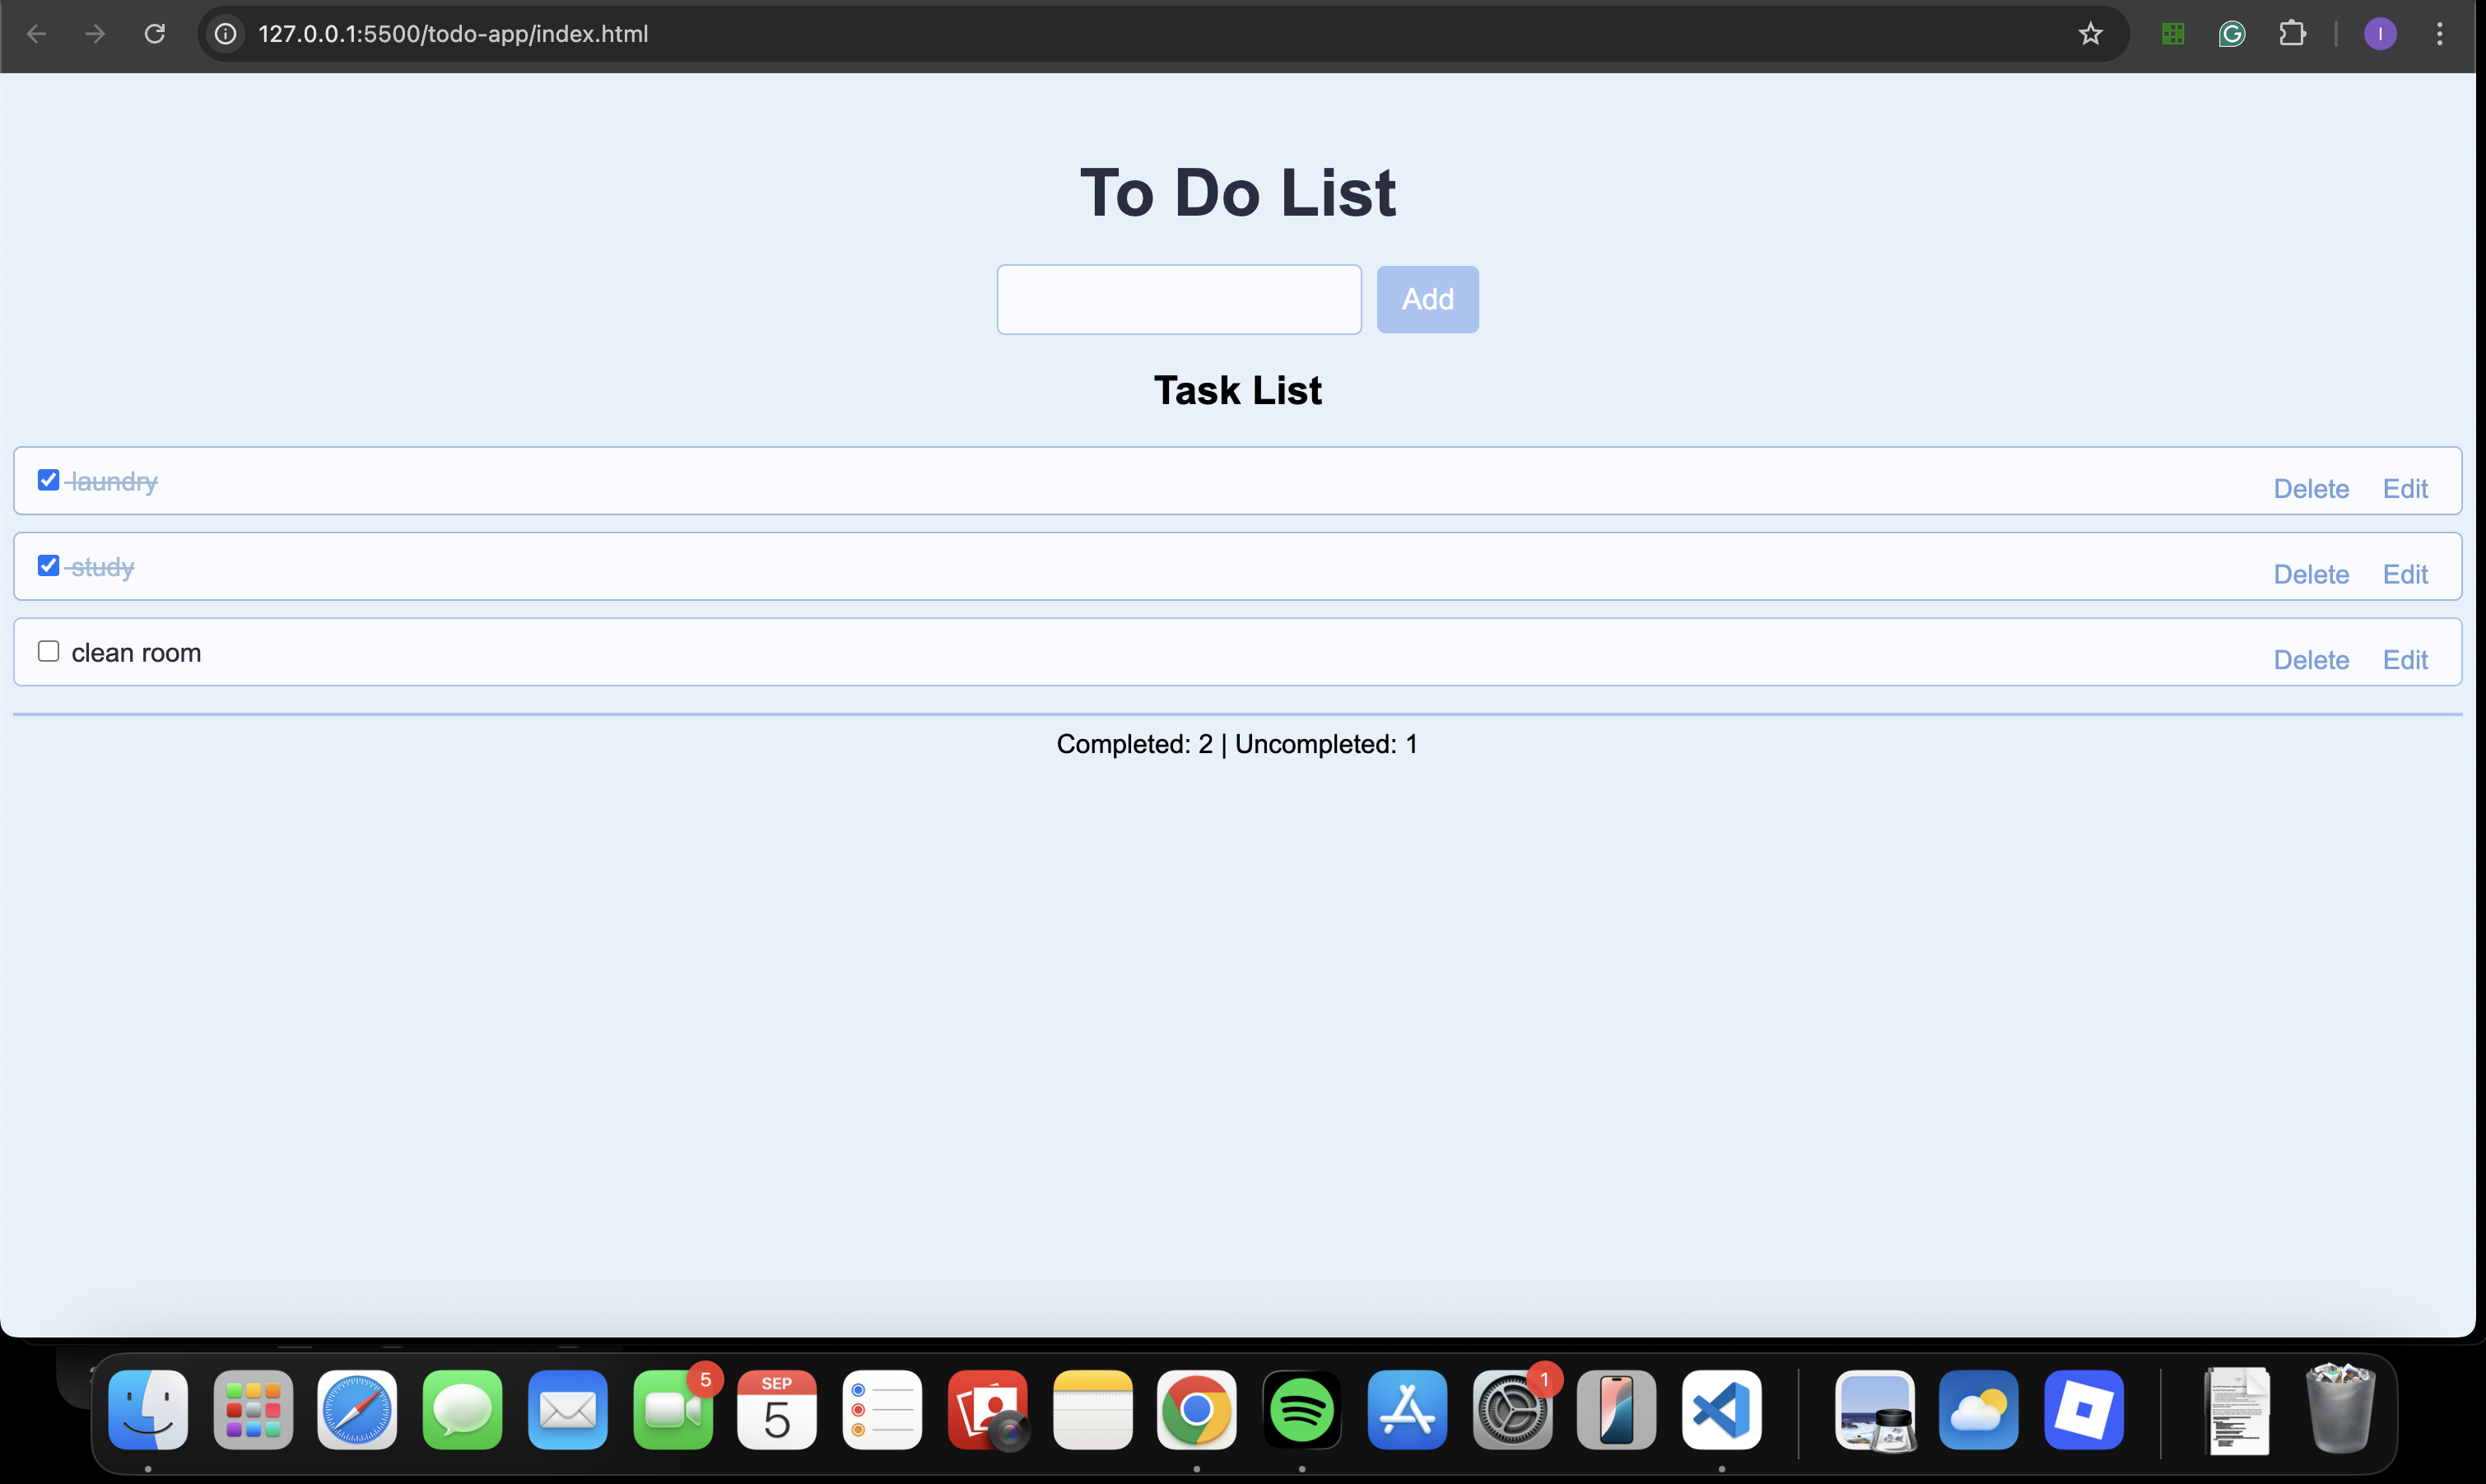 127.0.0.1:5500/todo-app/index.html
I
To Do List
Add
Task List
laundry Delete Edit
study Delete Edit
clean room Delete Edit
Completed: 2 | Uncompleted: 1
5
SEP
5
1